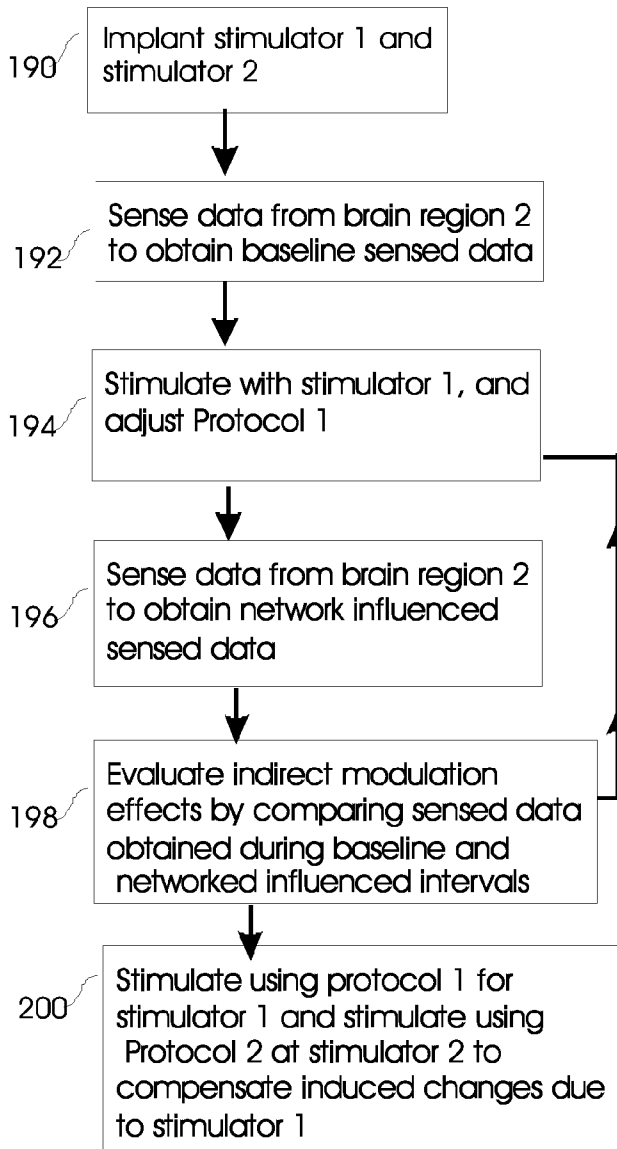 Implant stimulator 1 and
stimulator 2
190
Sense data from brain region 2
to obtain baseline sensed data
192
Stimulate with stimulator 1, and
adjust Protocol 1
194
Sense data from brain region 2
to obtain network influenced
sensed data
196
Evaluate indirect modulation
effects by comparing sensed data
obtained during baseline and
networked influenced intervals
198
Stimulate using protocol 1 for
stimulator 1 and stimulate using
Protocol 2 at stimulator 2 to
compensate induced changes due
to stimulator 1
200